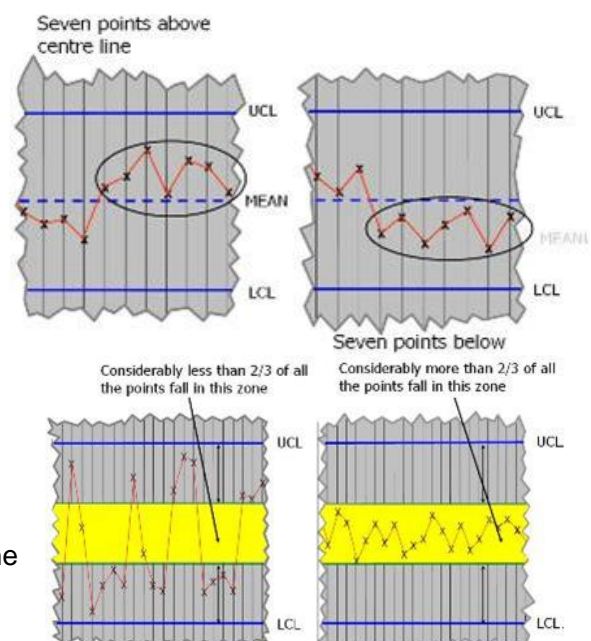 Seven points above
centre line
UCL
UCL
MEAN
MEAN
LCL
LCL
Seven points below
Considerably less than 2/3 of all
the points fall in this zone
Considerably more than 2/3 of all
the points fall in this zone
UCL
UCL
LCL
LCL.